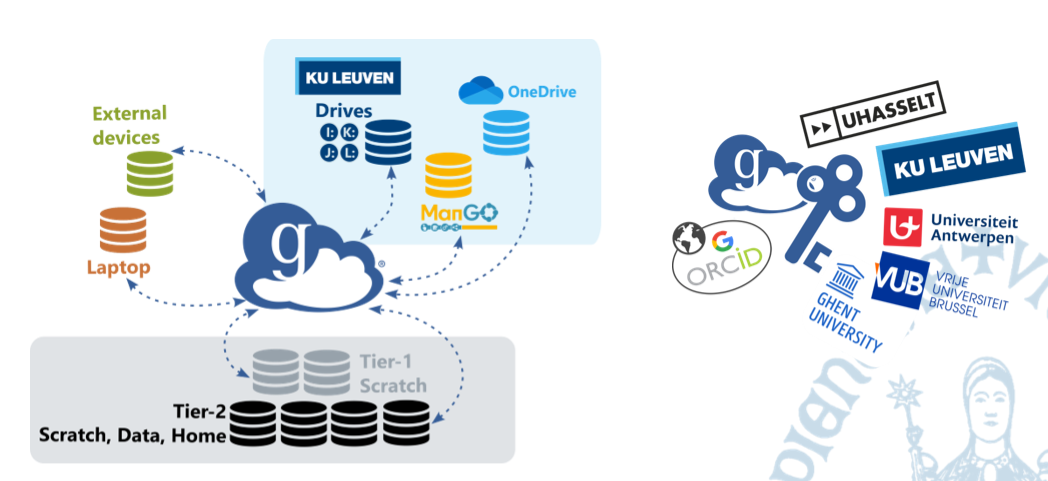 External
devices
Laptop
KU LEUVEN
Drives
I: K:
J: L:
OneDrive
ManGO
g
®
Tier-1
Scratch
Tier-2
Scratch, Data, Home
UHASSELT
g
KU LEUVEN
G
ORCiD
Universiteit
Antwerpen
VUB
VRIJE
UNIVERSITEIT
BRUSSEL
GHENT
UNIVERSITY